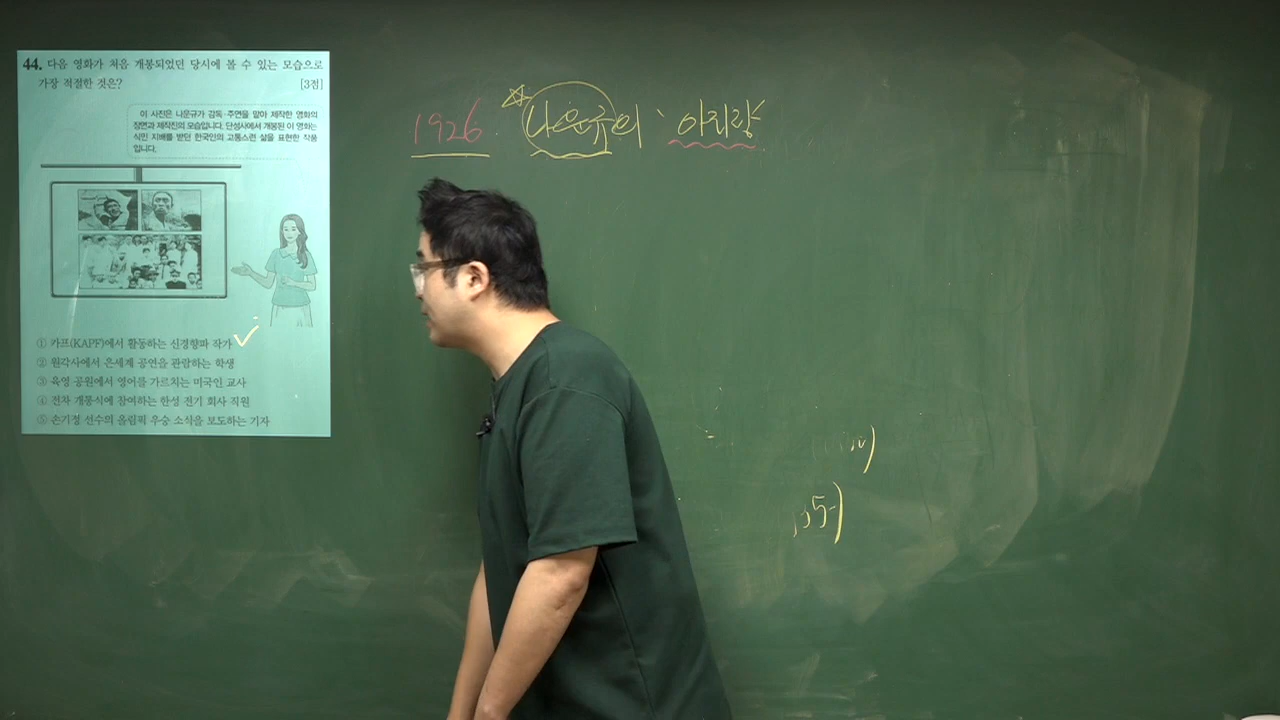 44. 다음 영화가 처음 개봉되었던 당시에 볼 수 있는 모습으로
가장 적절한 것은? [3점]
이 사진은 나운규가 감독·주연을 맡아 제작한 영화의
장면과 제작진의 모습입니다. 단성사에서 개봉된 이 영화는
식민 지배를 받던 한국인의 고통스런 삶을 표현한 작품
입니다.
① 카프(KAPF)에서 활동하는 신경향파 작가
② 원각사에서 은세계 공연을 관람하는 학생
③ 육영 공원에서 영어를 가르치는 미국인 교사
④ 전차 개통식에 참여하는 한성 전기 회사 직원
⑤ 손기정 선수의 올림픽 우승 소식을 보도하는 기자
1926. 나운규의 '아리랑'